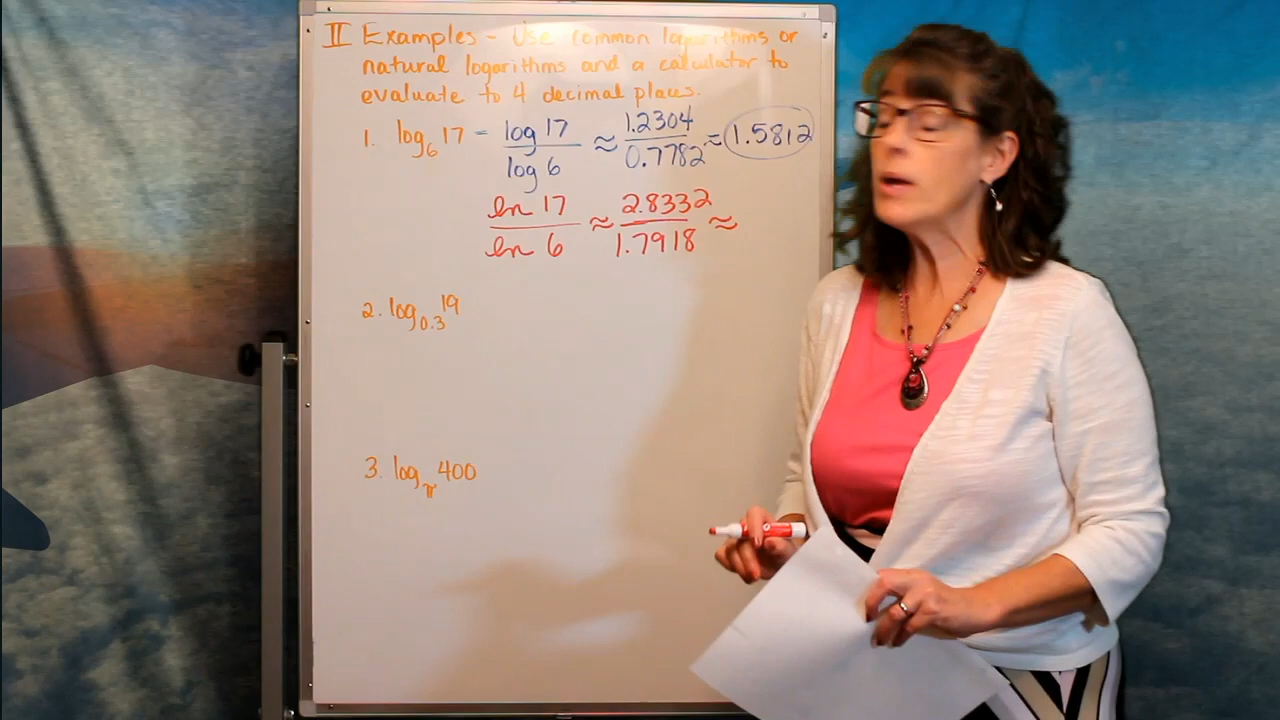 II Examples - Use common logarithms or
natural logarithms and a calculator to
evaluate to 4 decimal places.
1. log₆ 17 = log 17 / log 6 ≈ 1.2304 / 0.7782 ≈ 1.5812
ln 17 / ln 6 ≈ 2.8332 / 1.7918 ≈
2. log₀.₃ 19
3. log_π 400